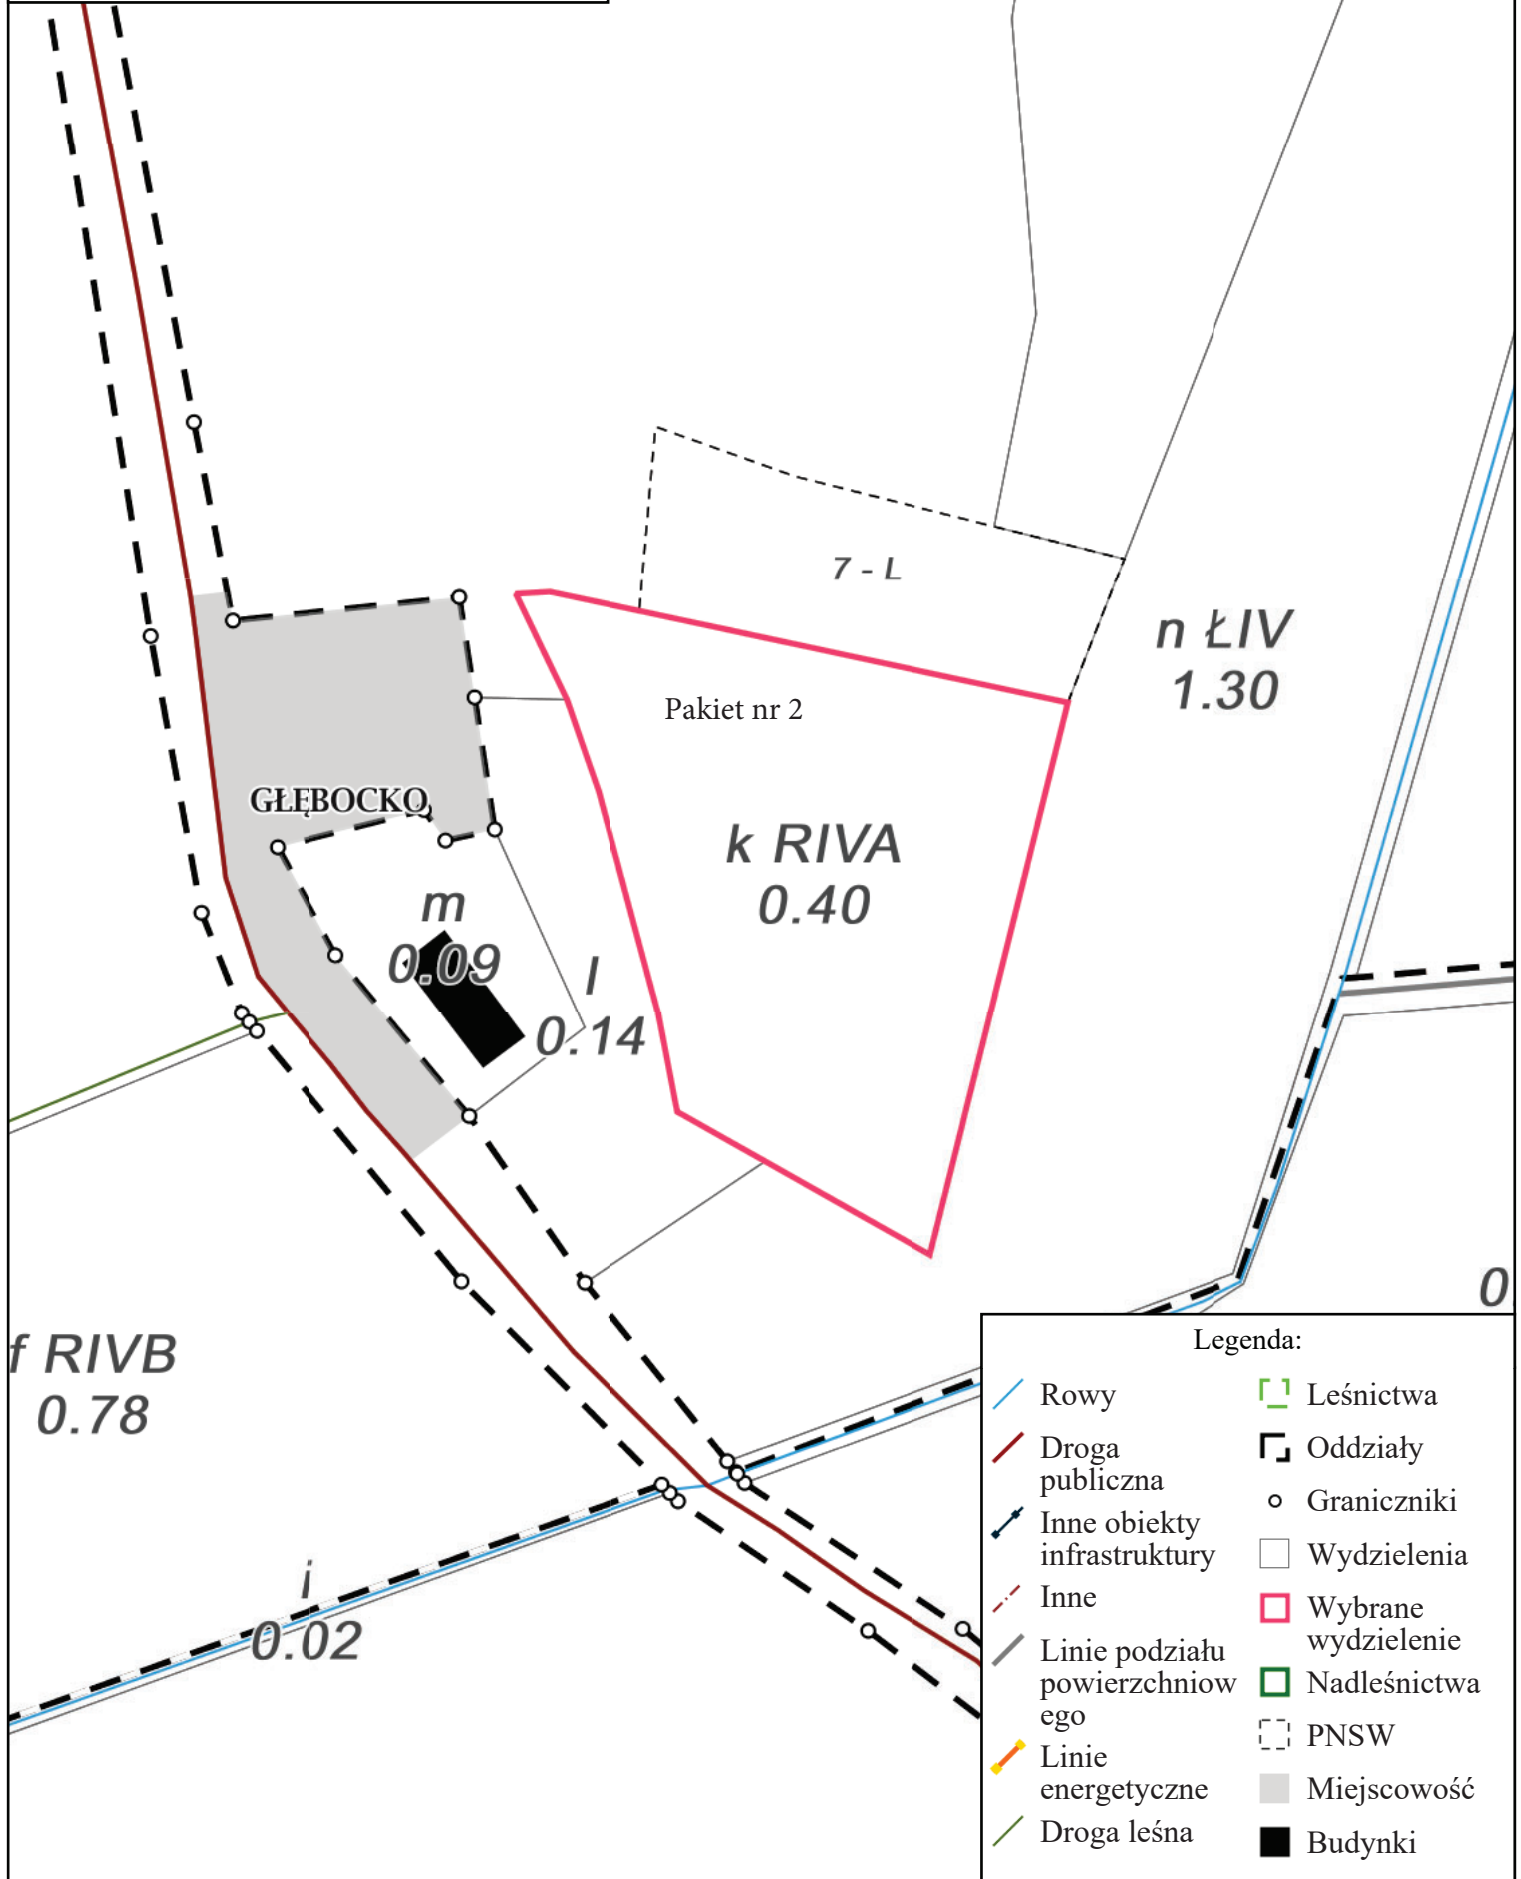 7 - L
n ŁIV
1.30
Pakiet nr 2
GŁĘBOCKO
k RIVA
0.40
m
0.09
l
0.14
f RIVB
0.78
i
0.02
0.
Legenda:
Rowy
Droga
publiczna
Inne obiekty
infrastruktury
Inne
Linie podziału
powierzchniow
ego
Linie
energetyczne
Droga leśna
Leśnictwa
Oddziały
Graniczniki
Wydzielenia
Wybrane
wydzielenie
Nadleśnictwa
PNSW
Miejscowość
Budynki